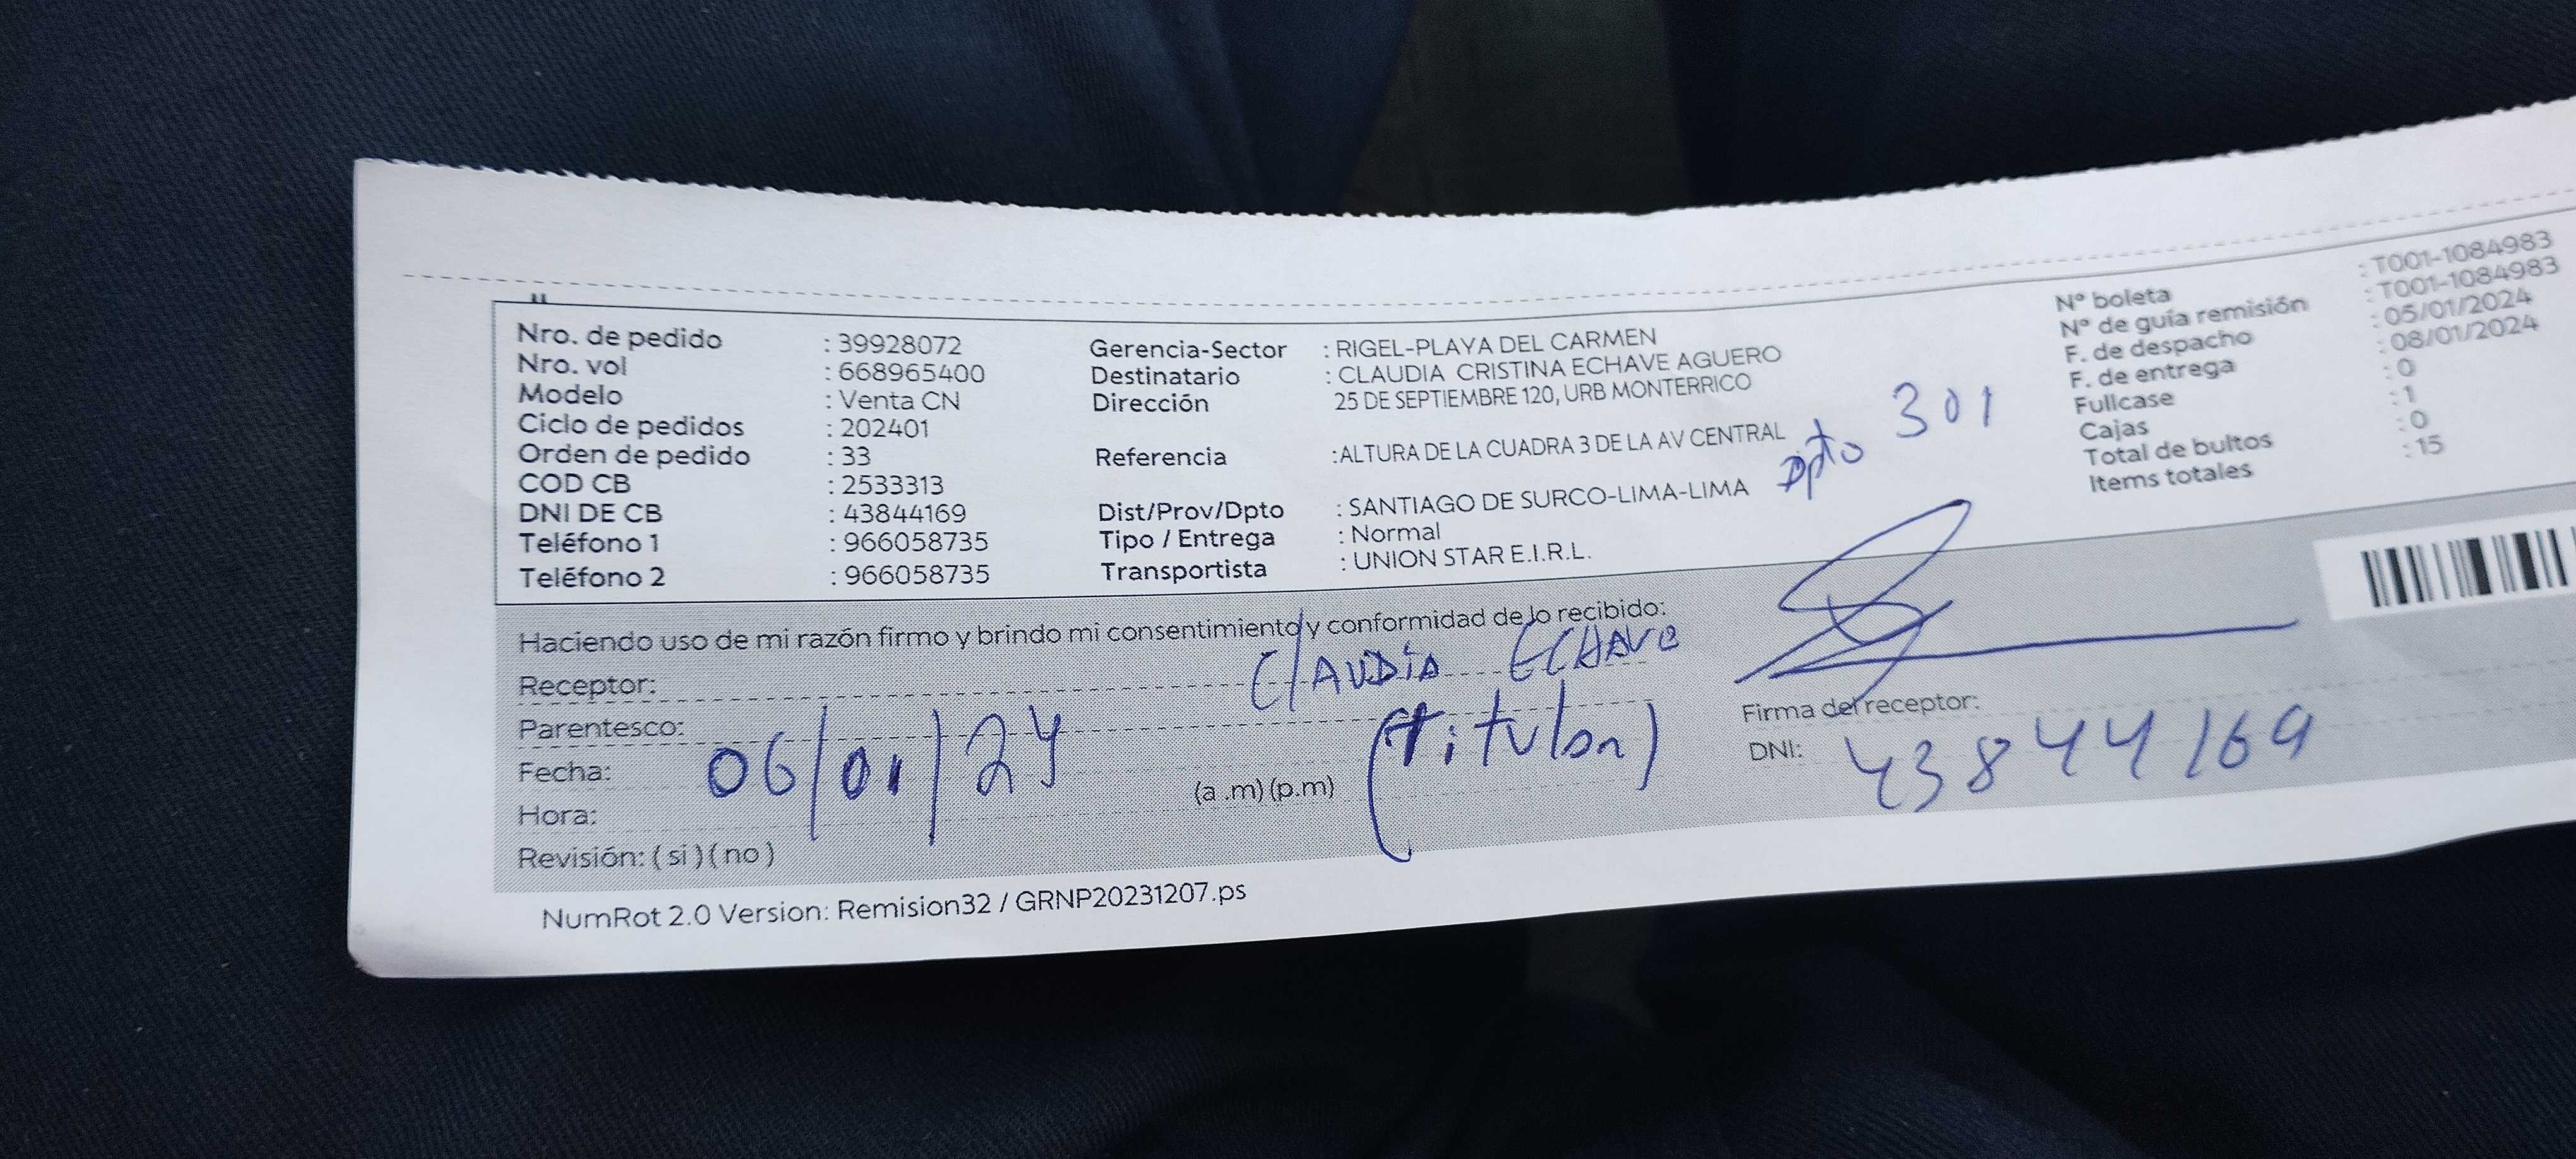 Nro. de pedido : 39928072
Nro. vol : 668965400
Modelo : Venta CN
Ciclo de pedidos : 202401
Orden de pedido : 33
COD CB : 2533313
DNI DE CB : 43844169
Teléfono 1 : 966058735
Teléfono 2 : 966058735
Gerencia-Sector : RIGEL-PLAYA DEL CARMEN
Destinatario : CLAUDIA CRISTINA ECHAVE AGUERO
Dirección 25 DE SEPTIEMBRE 120, URB MONTERRICO
Referencia : ALTURA DE LA CUADRA 3 DE LA AV CENTRAL
Dpto 301
Dist/Prov/Dpto : SANTIAGO DE SURCO-LIMA-LIMA
Tipo / Entrega : Normal
Transportista : UNION STAR E.I.R.L.
N° boleta : T001-1084983
N° de guía remisión : T001-1084983
F. de despacho : 05/01/2024
F. de entrega : 08/01/2024
Fullcase : 0
Cajas : 1
Total de bultos : 0
Items totales : 15
Haciendo uso de mi razón firmo y brindo mi consentimiento y conformidad de lo recibido:
Receptor: CLAUDIA ECHAVE
Parentesco: (titular)
Fecha: 06/01/24
Hora: (a .m) (p.m)
Revisión: ( si ) ( no )
Firma del receptor:
DNI: 43844169
NumRot 2.0 Version: Remision32 / GRNP20231207.ps